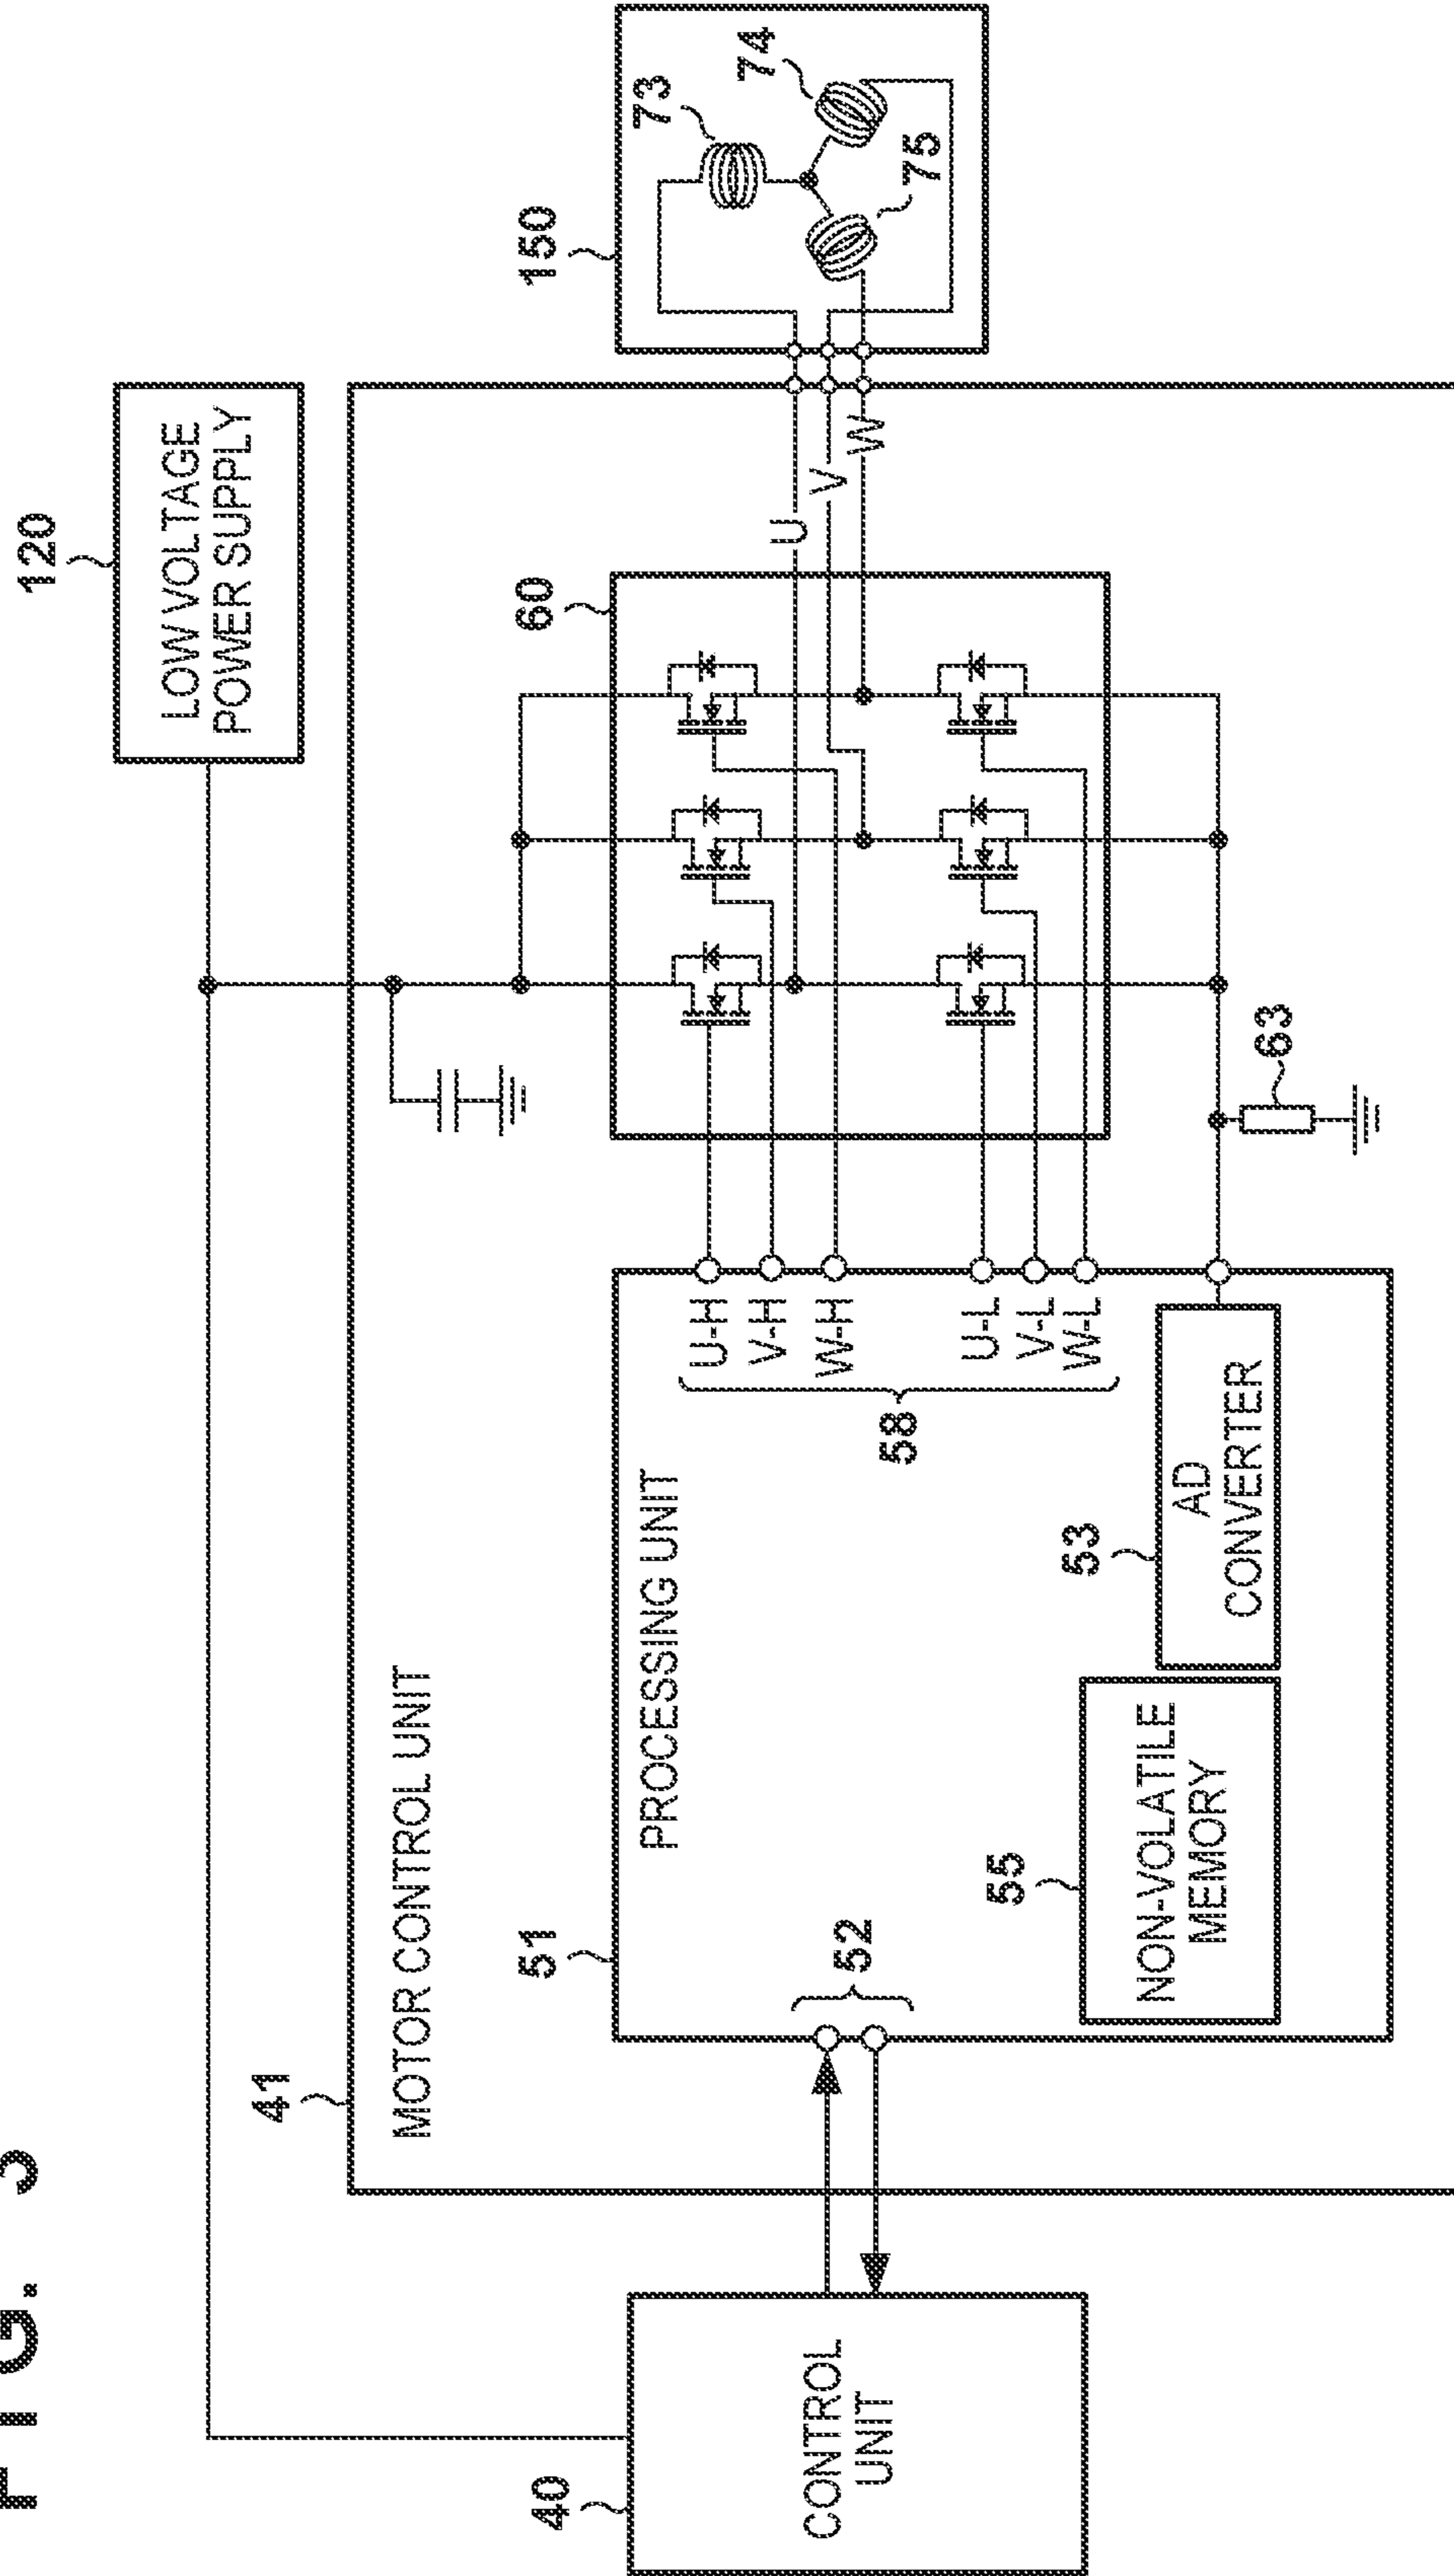 FIG. 3
120
LOW VOLTAGE
POWER SUPPLY
41
MOTOR CONTROL UNIT
40
CONTROL
UNIT
51
PROCESSING UNIT
52
55
NON-VOLATILE
MEMORY
53
AD
CONVERTER
58
U-H
V-H
W-H
U-L
V-L
W-L
60
63
U
V
W
150
73
74
75